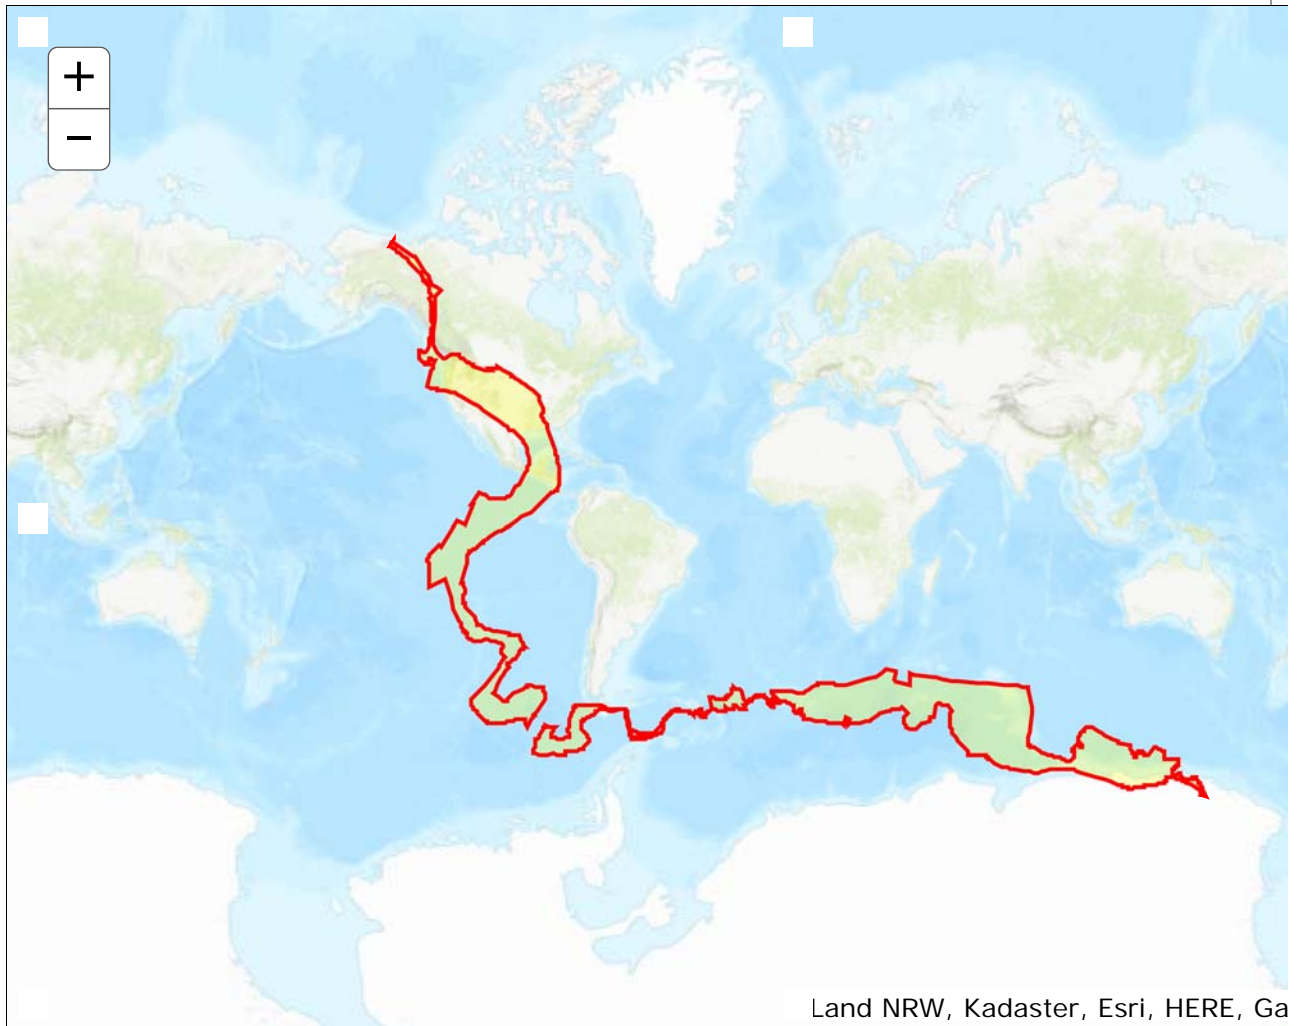 +
−
Land NRW, Kadaster, Esri, HERE, Ga